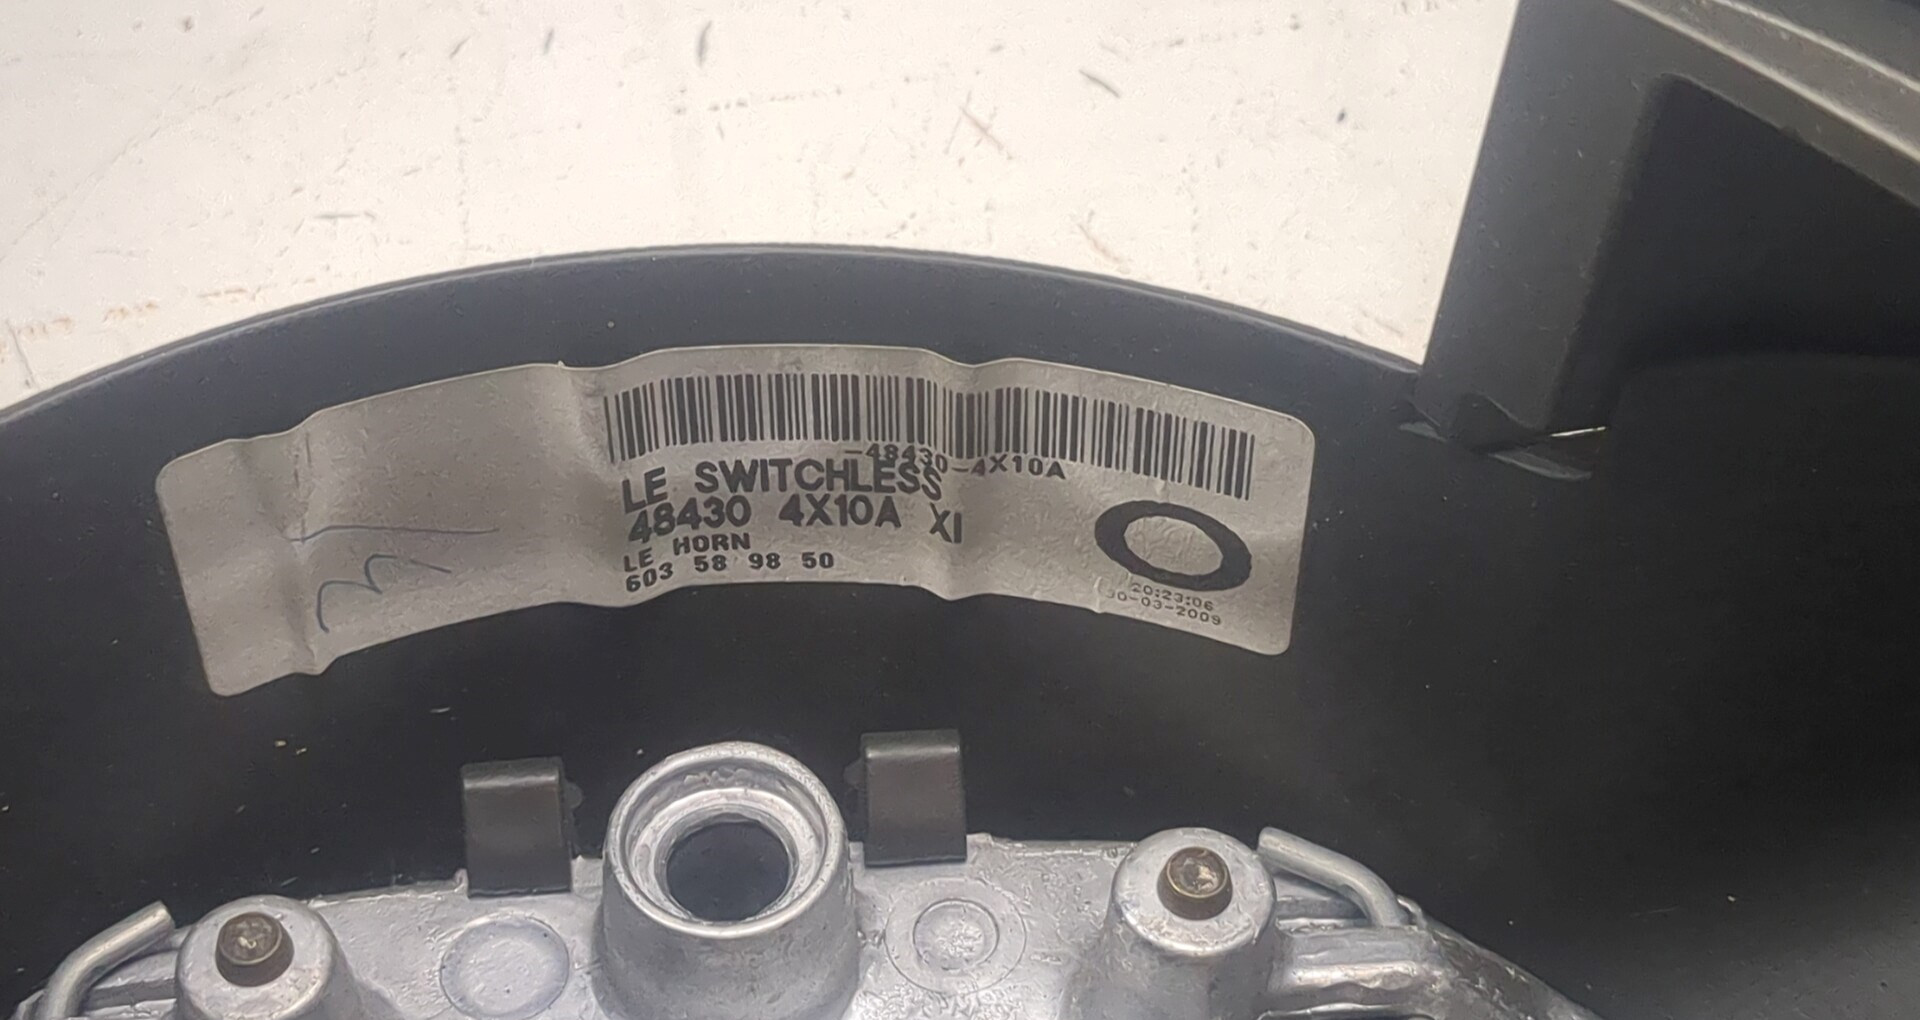 -48430-4X10A
LE SWITCHLESS
48430 4X10A XI
LE HORN
603 58 98 50
20:23:06
30-03-2009